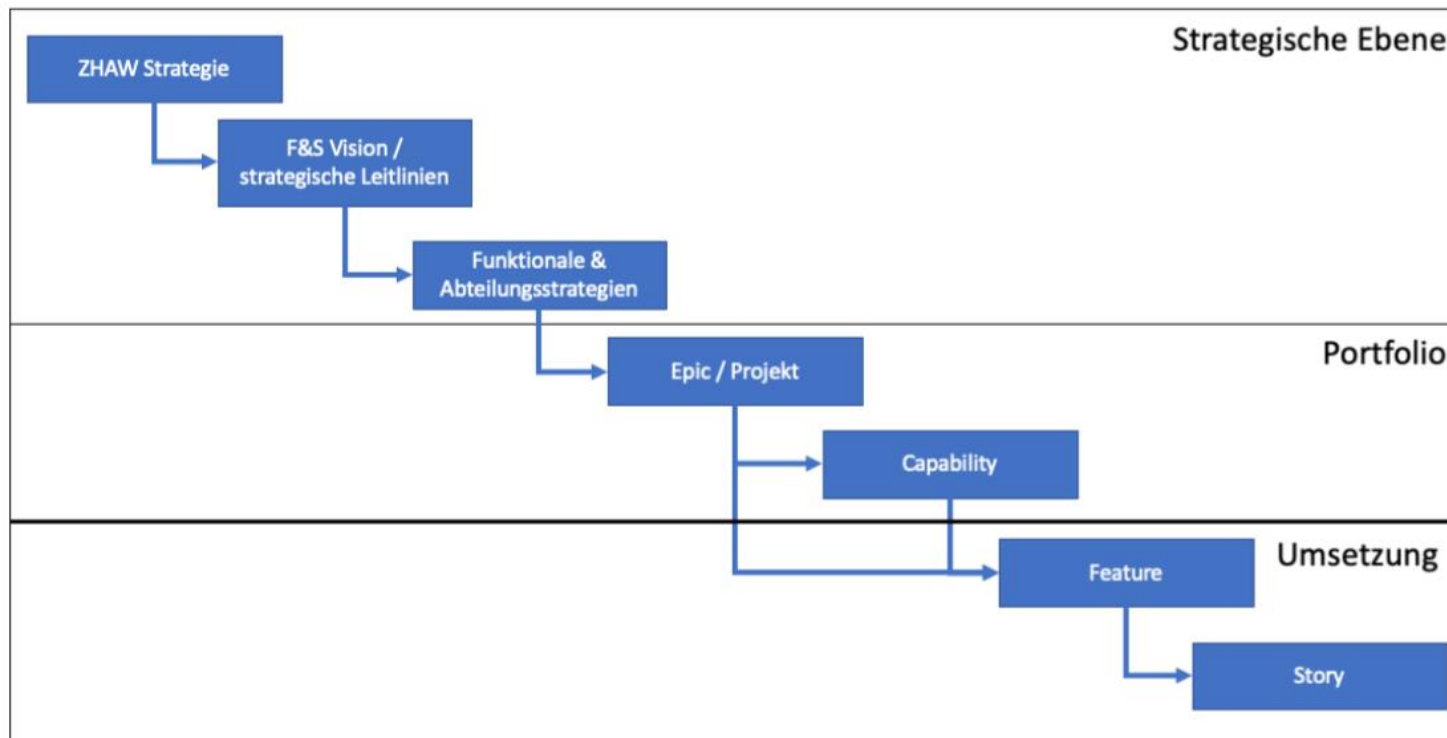 Strategische Ebene
ZHAW Strategie
F&S Vision /
strategische Leitlinien
Funktionale &
Abteilungsstrategien
Portfolio
Epic / Projekt
Capability
Umsetzung
Feature
Story